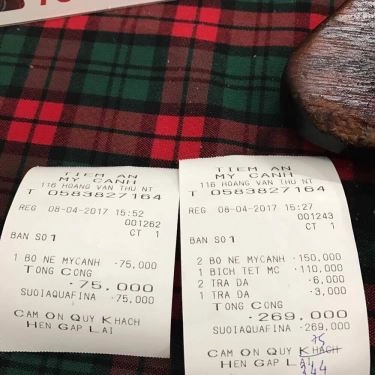 TIEM AN
MY CANH
116 HOANG VAN THU NT
T 0583827164
REG 08-04-2017 15:52
001262
CT 1
BAN SO1
1 BO NE MYCANH ·75,000
TONG CONG
·75.000
SUOIAQUAFINA ·75,000
CAM ON QUY KHACH
HEN GAP LAI
TIEM AN
MY CANH
116 HOANG VAN THU NT
T 0583827164
REG 08-04-2017 15:27
001243
CT 1
BAN SO1
2 BO NE MYCANH ·150,000
1 BICH TET MC ·110,000
2 TRA DA ·6,000
1 TRA DA ·3,000
TONG CONG
·269.000
SUOIAQUAFINA ·269,000
75
CAM ON QUY KHACH
HEN GAP LAI
344